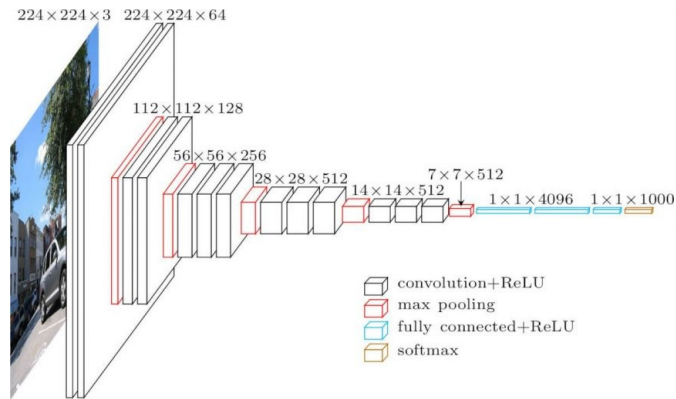 224×224×3
224×224×64
112×112×128
56×56×256
28×28×512
14×14×512
7×7×512
1×1×4096
1×1×1000
convolution+ReLU
max pooling
fully connected+ReLU
softmax